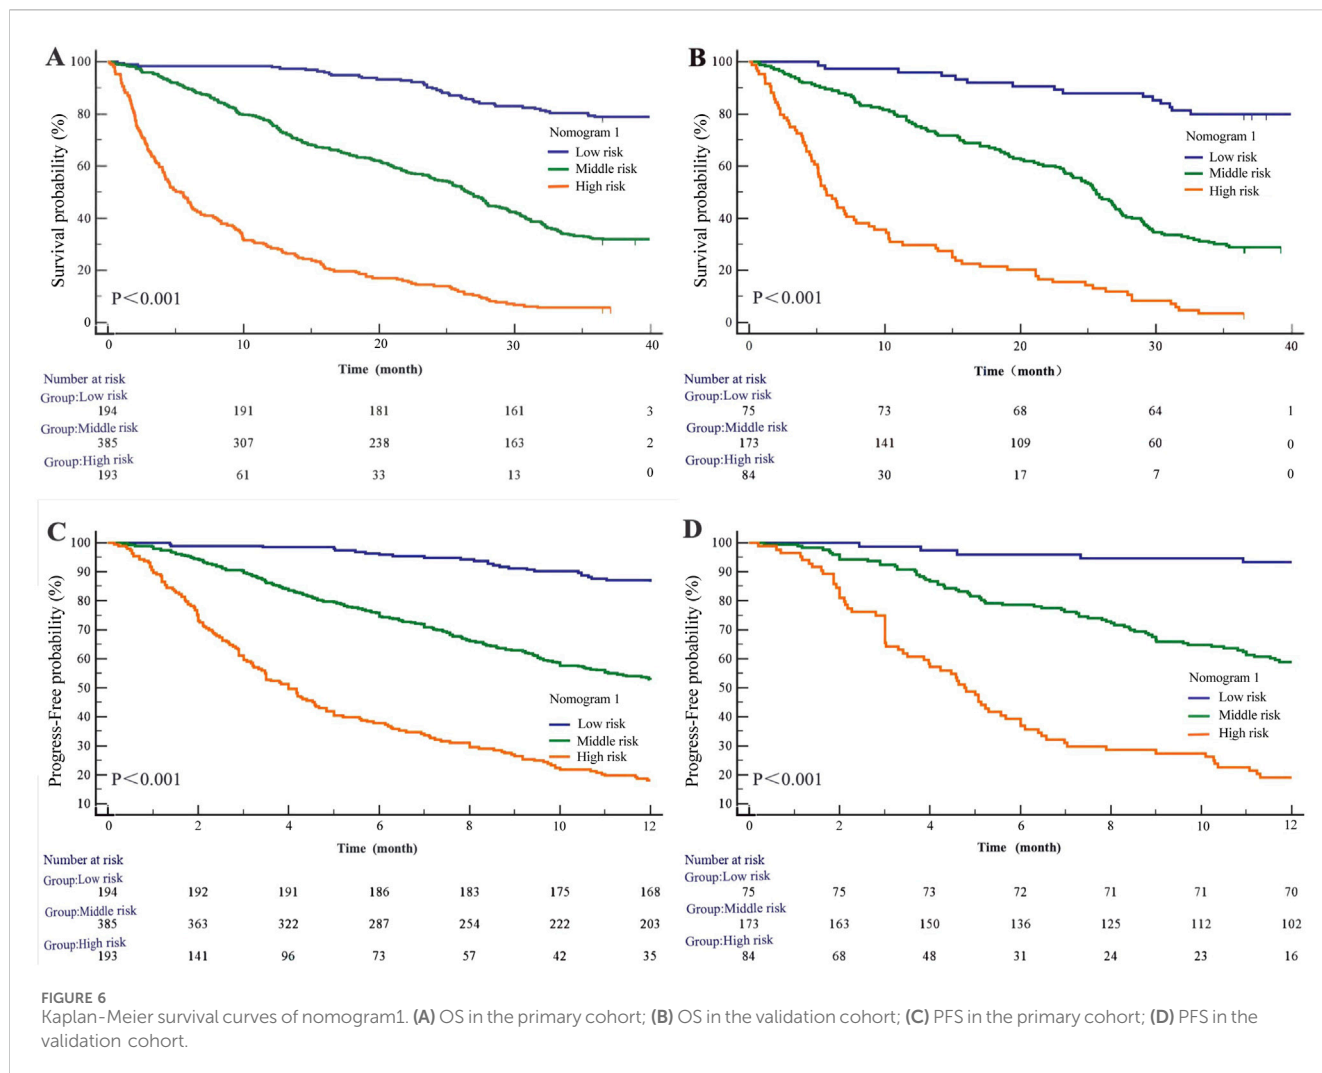 A
Survival probability (%)
100
80
60
40
20
0
Nomogram 1
Low risk
Middle risk
High risk
P<0.001
0 10 20 30 40
Time (month)
Number at risk
Group:Low risk
194 191 181 161 3
Group:Middle risk
385 307 238 163 2
Group:High risk
193 61 33 13 0
B
Survival probability (%)
100
80
60
40
20
0
Nomogram 1
Low risk
Middle risk
High risk
P<0.001
0 10 20 30 40
Time（month）
Number at risk
Group:Low risk
75 73 68 64 1
Group:Middle risk
173 141 109 60 0
Group:High risk
84 30 17 7 0
C
Progress-Free probability (%)
100
90
80
70
60
50
40
30
20
10
Nomogram 1
Low risk
Middle risk
High risk
P<0.001
0 2 4 6 8 10 12
Time (month)
Number at risk
Group:Low risk
194 192 191 186 183 175 168
Group:Middle risk
385 363 322 287 254 222 203
Group:High risk
193 141 96 73 57 42 35
D
Progress-Free probability (%)
100
90
80
70
60
50
40
30
20
10
Nomogram 1
Low risk
Middle risk
High risk
P<0.001
0 2 4 6 8 10 12
Time (month)
Number at risk
Group:Low risk
75 75 73 72 71 71 70
Group:Middle risk
173 163 150 136 125 112 102
Group:High risk
84 68 48 31 24 23 16
FIGURE 6
Kaplan-Meier survival curves of nomogram1. (A) OS in the primary cohort; (B) OS in the validation cohort; (C) PFS in the primary cohort; (D) PFS in the
validation cohort.